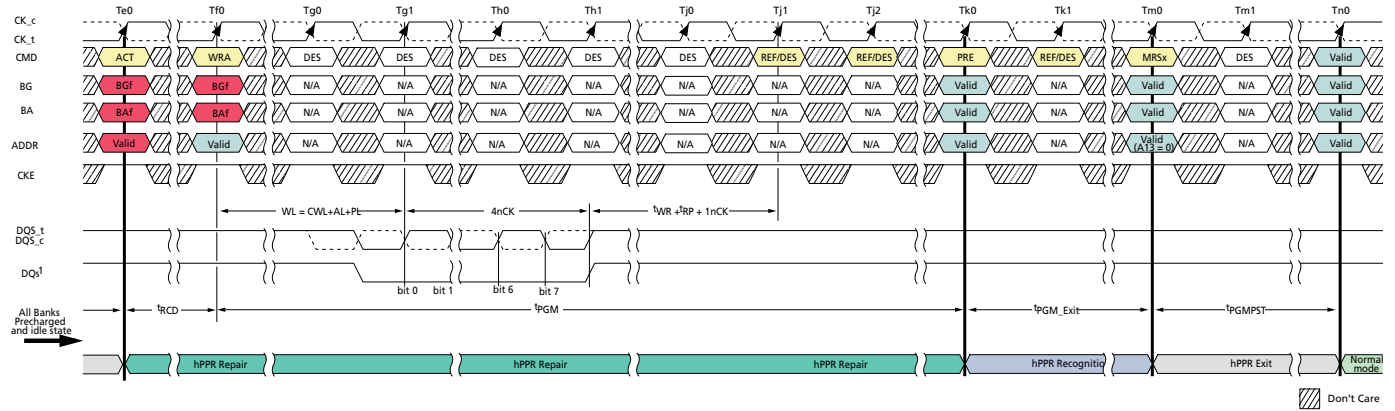 Te0 Tf0 Tg0 Tg1 Th0 Th1 Tj0 Tj1 Tj2 Tk0 Tk1 Tm0 Tm1 Tn0
CK_c
CK_t
CMD ACT WRA DES DES DES DES DES REF/DES REF/DES PRE REF/DES MRSx DES Valid
BG BGf BGf N/A N/A N/A N/A N/A N/A N/A Valid N/A Valid N/A Valid
BA BAf BAf N/A N/A N/A N/A N/A N/A N/A Valid N/A Valid N/A Valid
ADDR Valid Valid N/A N/A N/A N/A N/A N/A N/A Valid N/A Valid (A13 = 0) N/A Valid
CKE
WL = CWL+AL+PL 4nCK tWR +tRP + 1nCK
DQS_t
DQS_c
DQs1
bit 0 bit 1 bit 6 bit 7
All Banks
Precharged
and idle state
tRCD tPGM tPGM_Exit tPGMPST
hPPR Repair hPPR Repair hPPR Repair hPPR Recognitio hPPR Exit Normal
mode
Don't Care